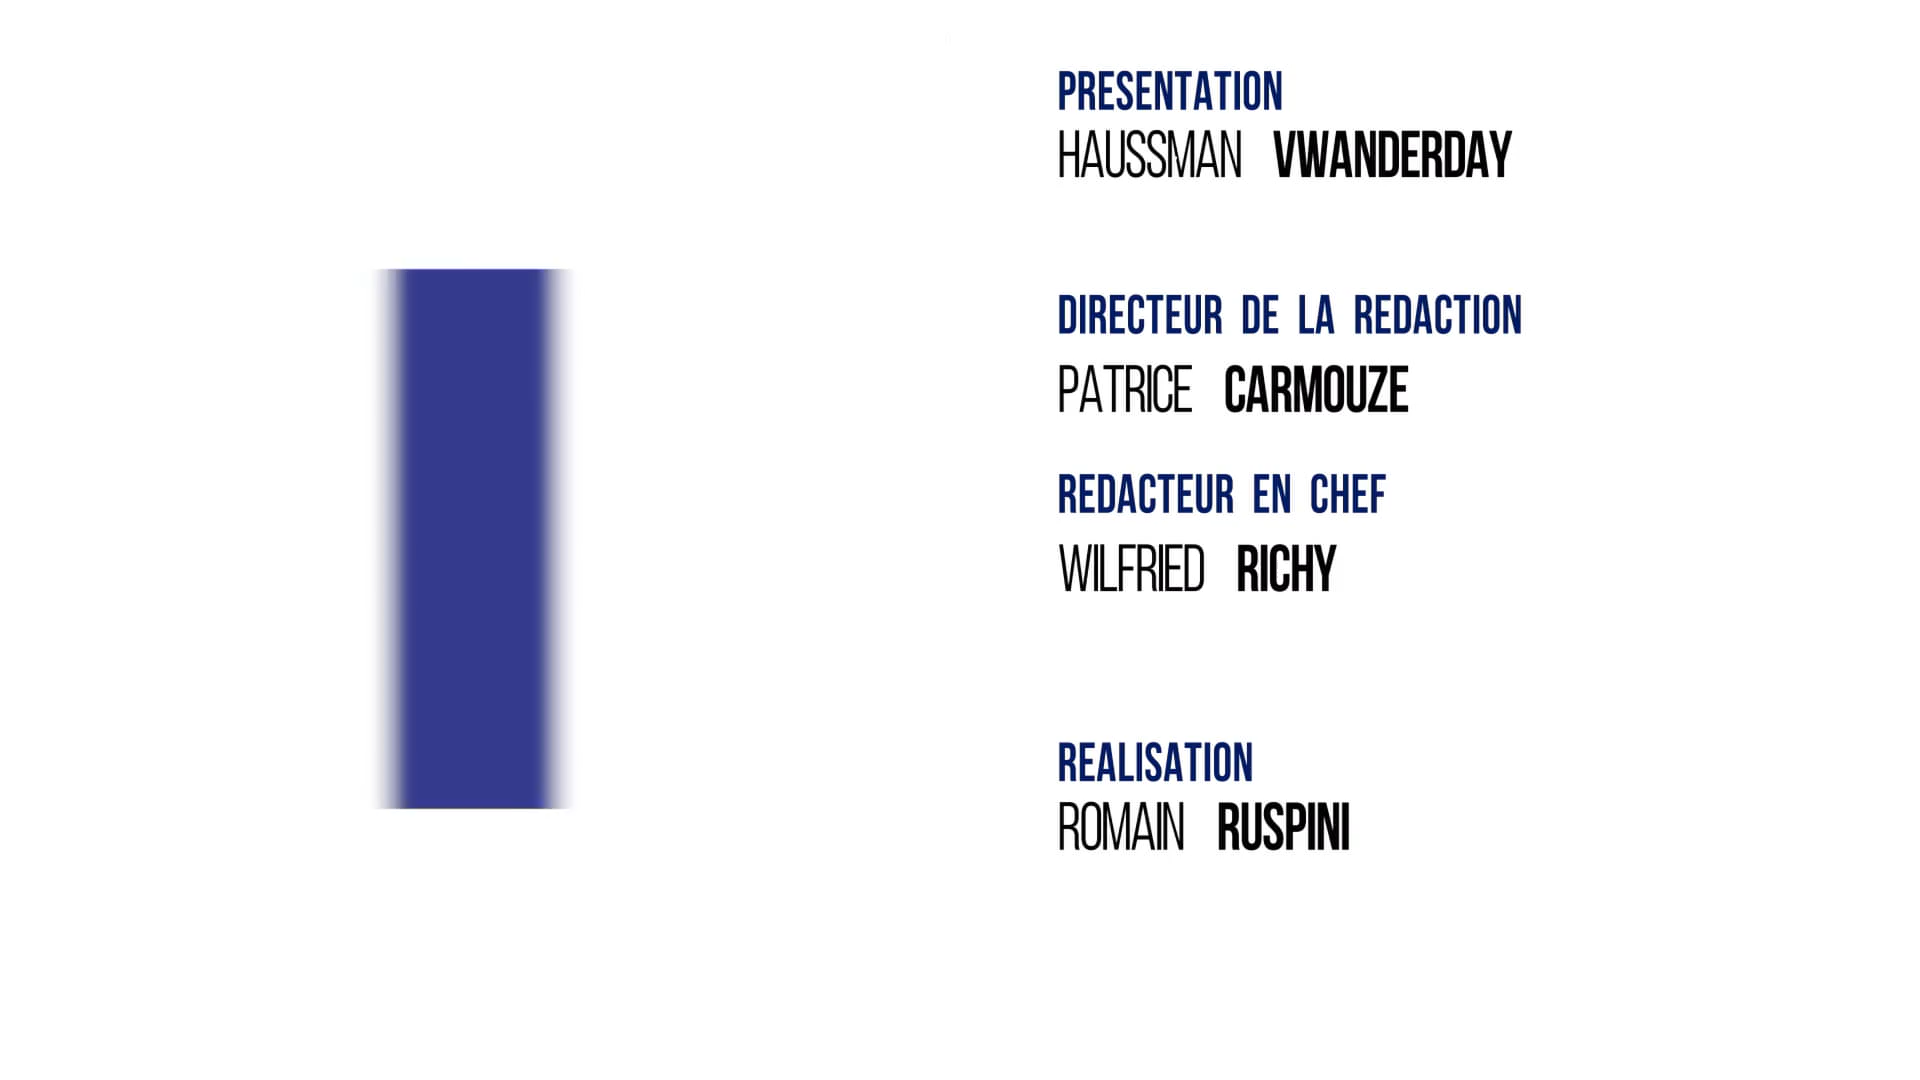 PRESENTATION
HAUSSMAN VWANDERDAY
DIRECTEUR DE LA REDACTION
PATRICE CARMOUZE
REDACTEUR EN CHEF
WILFRIED RICHY
REALISATION
ROMAIN RUSPINI